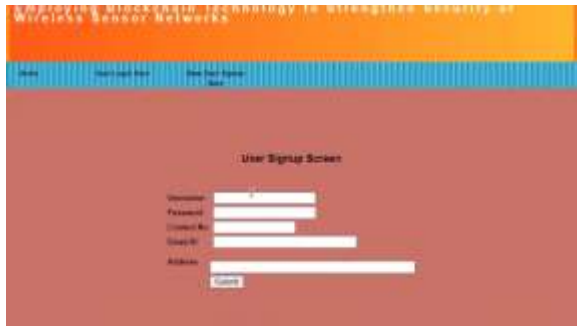 Employing Blockchain Technology to Strengthen Security of
Wireless Sensor Networks
Home User Login Here New User Signup
Here
User Signup Screen
Username
Password
Contact No
Email ID
Address
Submit